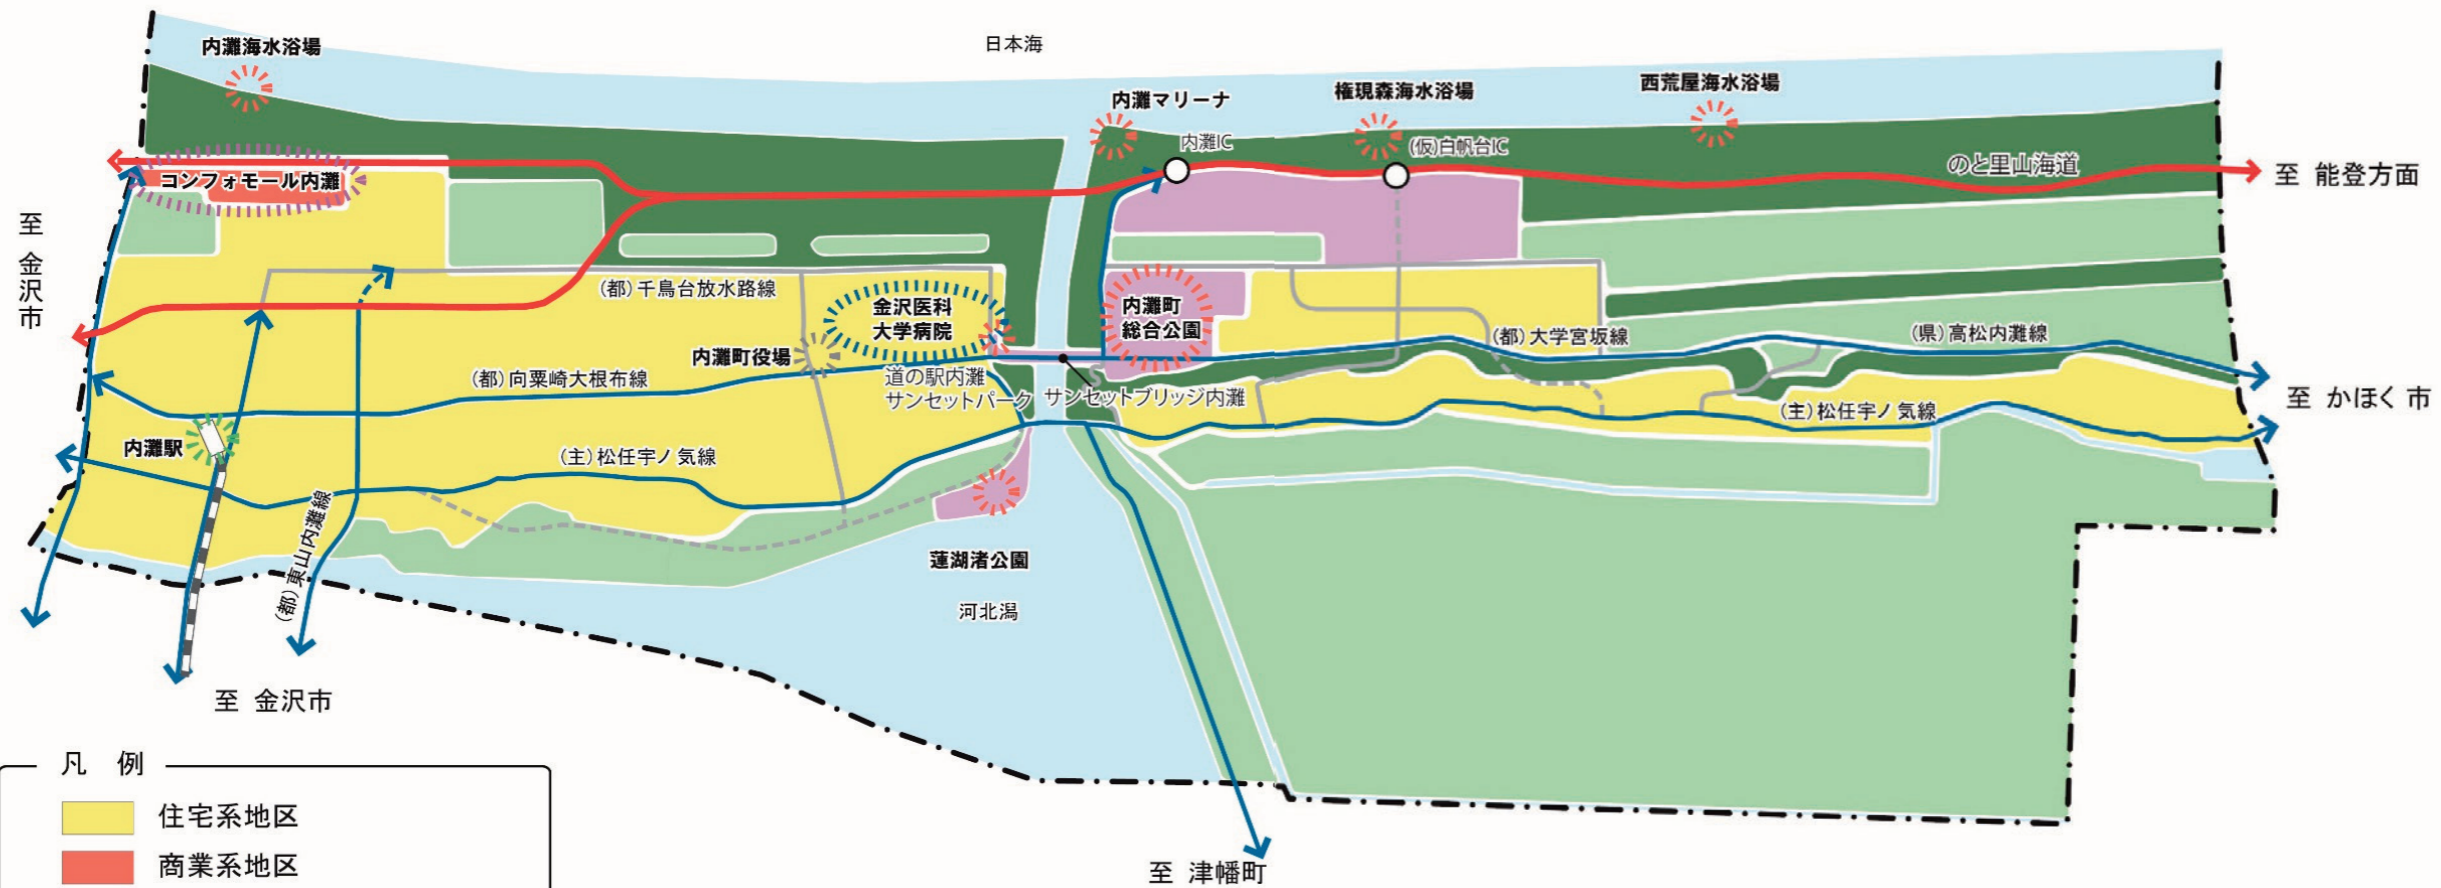 日本海
内灘海水浴場
内灘マリーナ
権現森海水浴場
西荒屋海水浴場
内灘IC
(仮)白帆台IC
のと里山海道
至 能登方面
コンフォモール内灘
至 金沢市
(都)千鳥台放水路線
金沢医科
大学病院
内灘町
総合公園
(都)大学宮坂線
(県)高松内灘線
内灘町役場
(都)向粟崎大根布線
道の駅内灘
サンセットパーク
サンセットブリッジ内灘
至 かほく市
(主)松任宇ノ気線
内灘駅
(主)松任宇ノ気線
(都)東山内灘線
蓮湖渚公園
河北潟
至 金沢市
至 津幡町
凡 例
住宅系地区
商業系地区